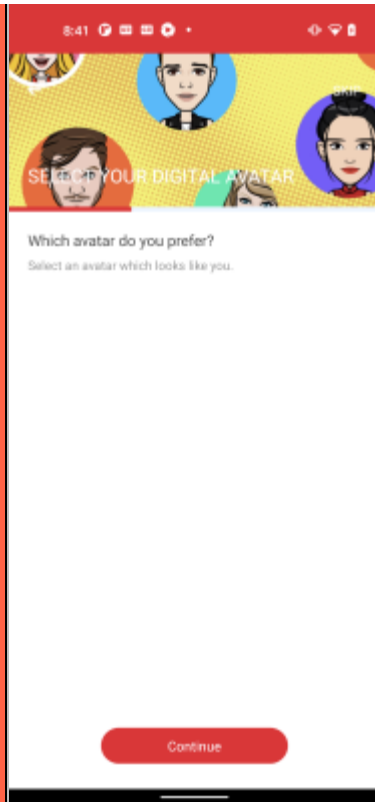 8:41
SKIP
SELECT YOUR DIGITAL AVATAR
Which avatar do you prefer?
Select an avatar which looks like you.
Continue